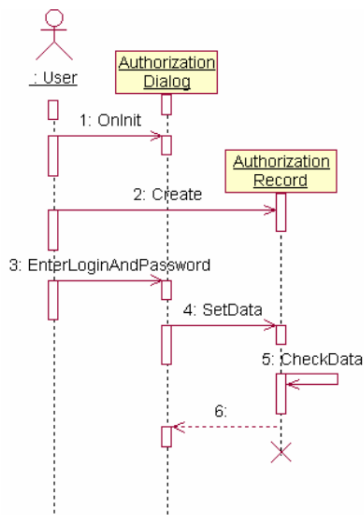 : User
Authorization
Dialog
1: OnInit
Authorization
Record
2: Create
3: EnterLoginAndPassword
4: SetData
5: CheckData
6: